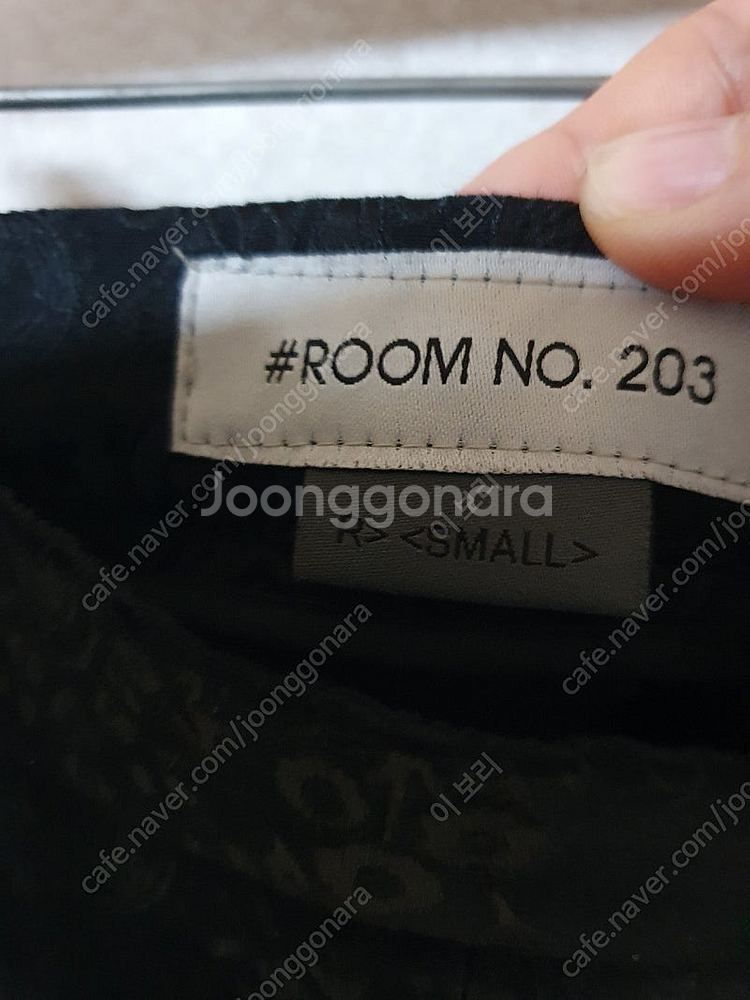 #ROOM NO. 203
Joonggonara
R> <SMALL>
cafe.naver.com/joonggonara
이보리